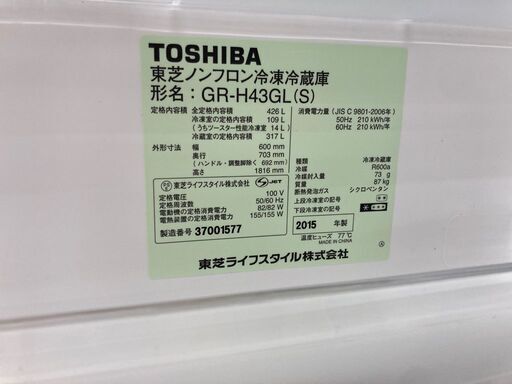 TOSHIBA
東芝ノンフロン冷凍冷蔵庫
形名：GR-H43GL(S)
定格内容積 全定格内容積 426 L
冷凍室の定格内容積 109 L
(うちツースター性能冷凍室 14 L)
冷蔵室の定格内容積 317 L
外形寸法 幅 600 mm
奥行 703 mm
(ハンドル・調整脚除く 692 mm)
高さ 1816 mm
東芝ライフスタイル株式会社 JET
定格電圧 100 V
定格周波数 50/60 Hz
電動機の定格消費電力 82/82 W
電熱装置の定格消費電力 155/155 W
製造番号 37001577
消費電力量 (JIS C 9801-2006年)
50Hz 210 kWh/年
60Hz 210 kWh/年
種類 冷凍冷蔵庫
冷媒 R600a
冷媒封入量 73 g
質量 87 kg
断熱発泡ガス シクロペンタン
上段冷凍室の記号
下段冷凍室の記号
2015 年製
温度ヒューズ 77℃
MADE IN CHINA
A
東芝ライフスタイル株式会社